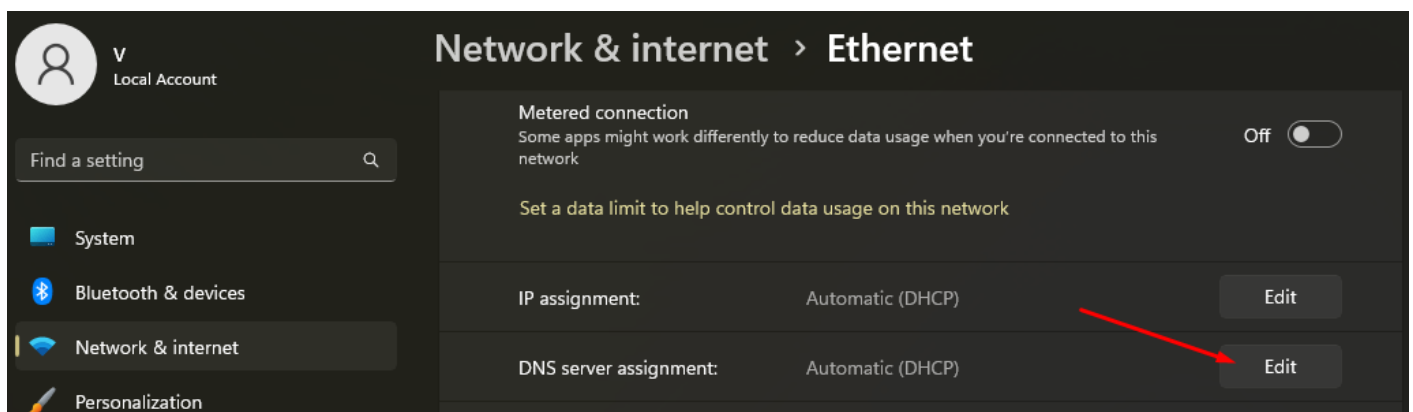 V
Local Account
Find a setting
System
Bluetooth & devices
Network & internet
Personalization
Network & internet > Ethernet
Metered connection
Some apps might work differently to reduce data usage when you're connected to this
network
Off
Set a data limit to help control data usage on this network
IP assignment: Automatic (DHCP) Edit
DNS server assignment: Automatic (DHCP) Edit